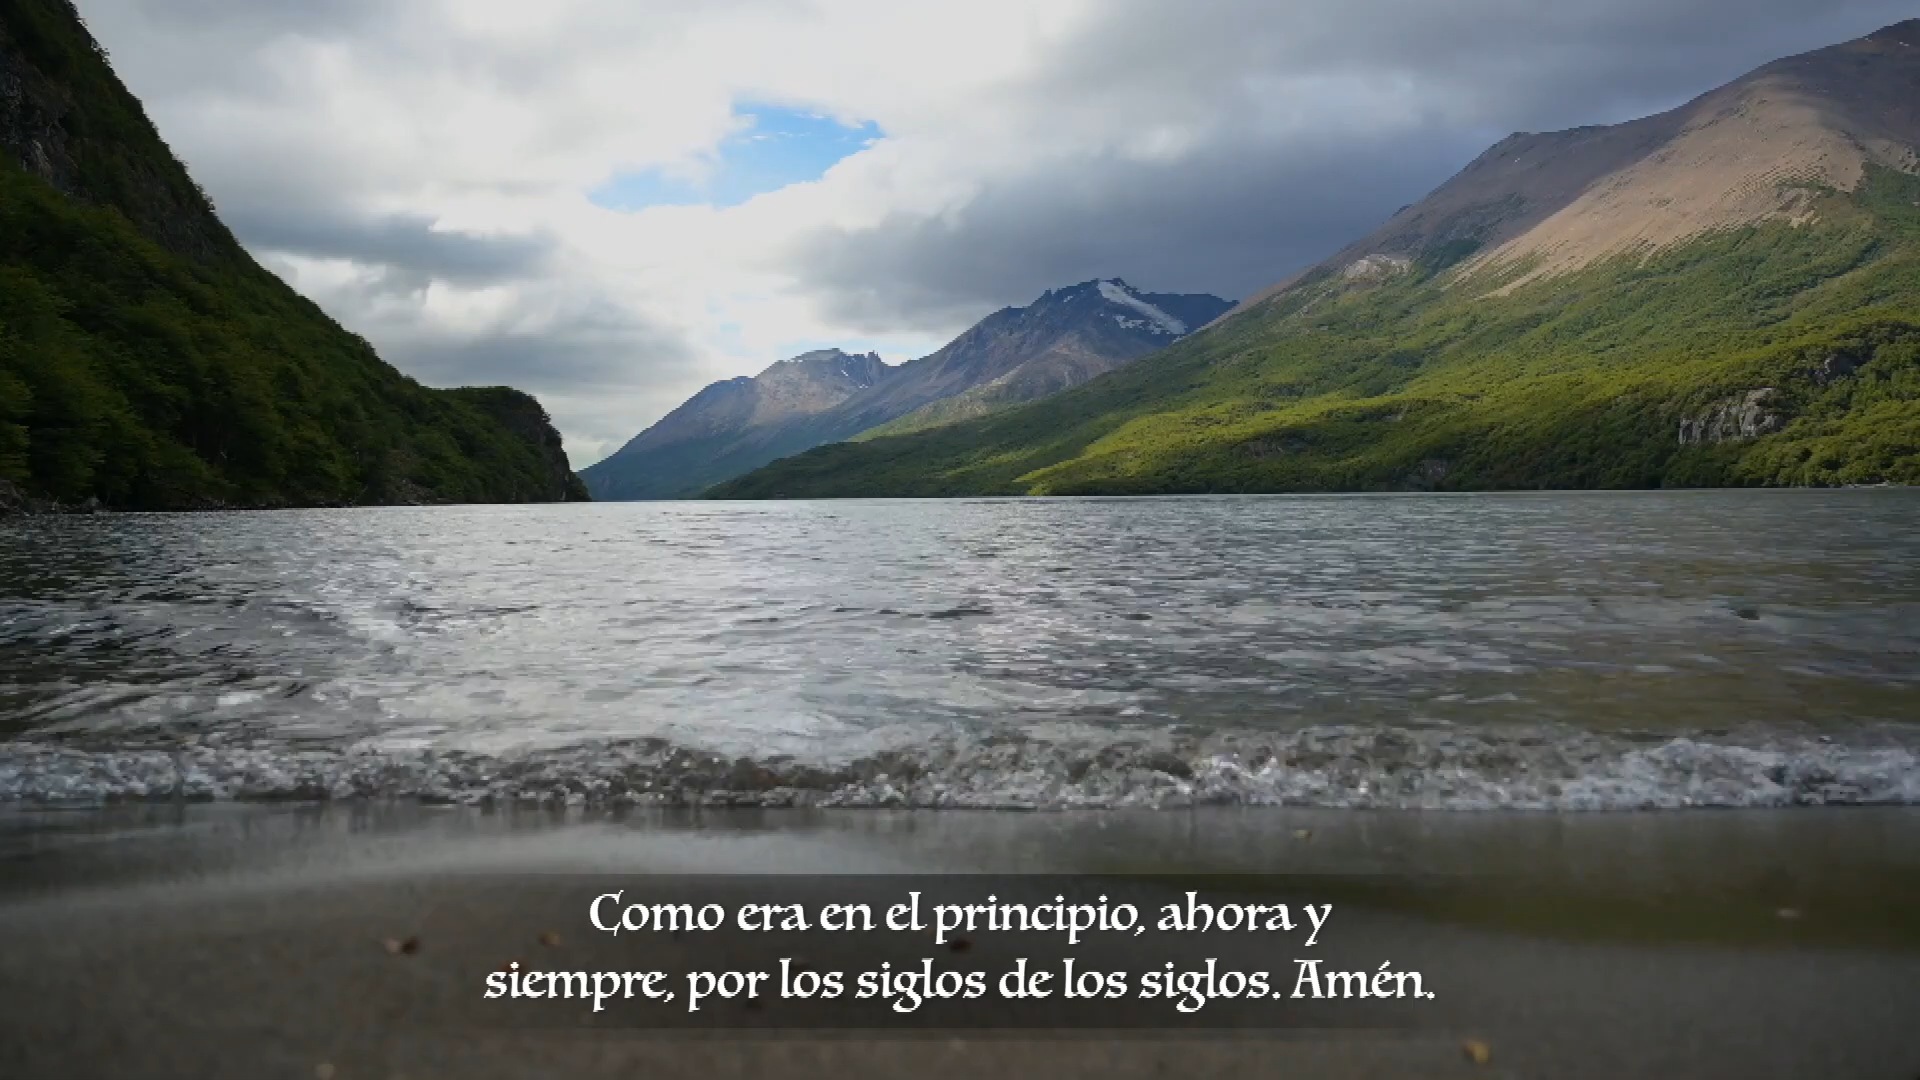 Como era en el principio, ahora y
siempre, por los siglos de los siglos. Amén.